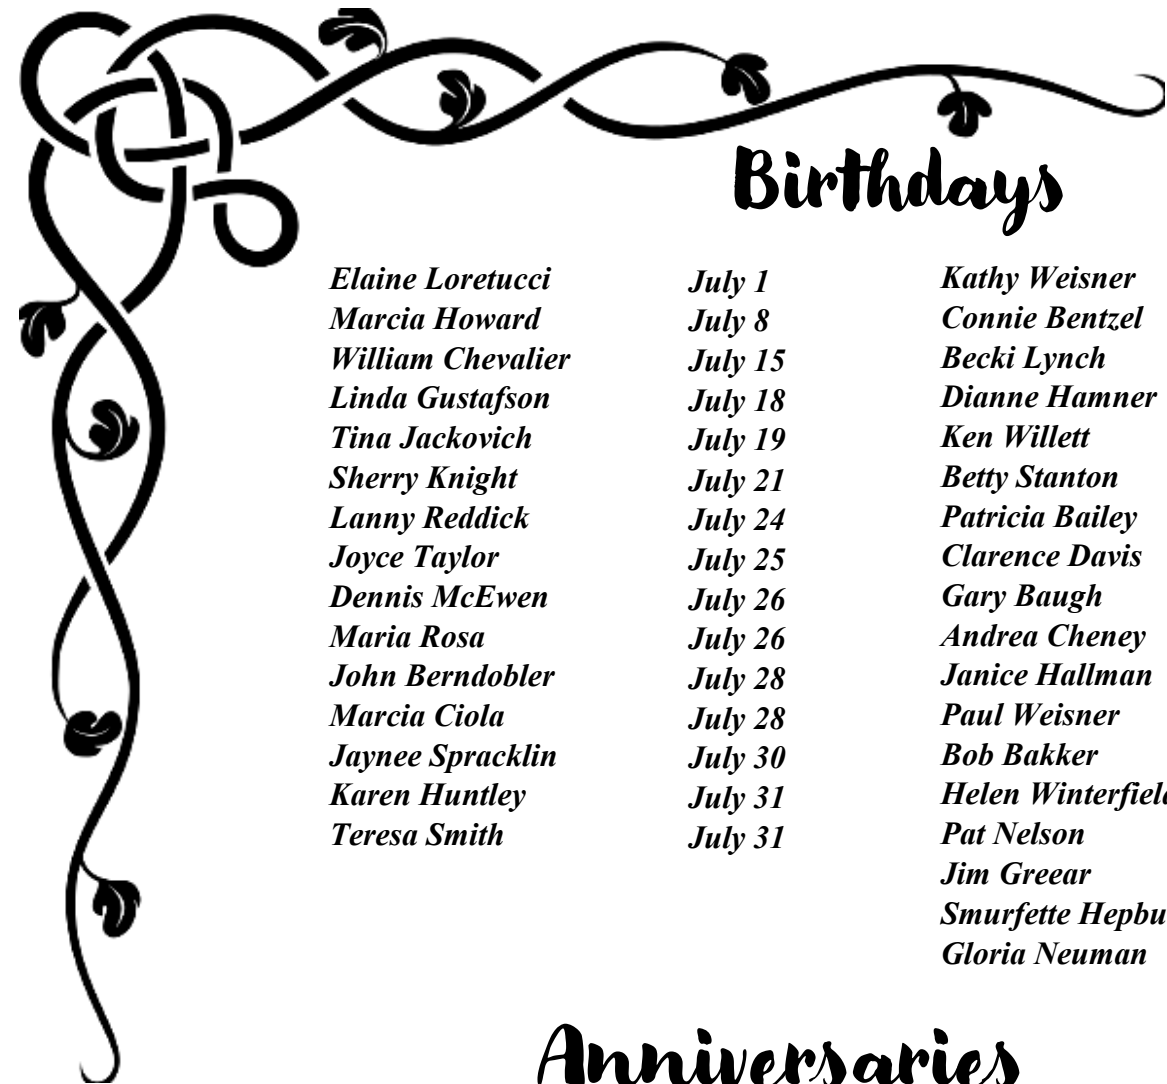 Birthdays
Elaine Loretucci July 1 Kathy Weisner
Marcia Howard July 8 Connie Bentzel
William Chevalier July 15 Becki Lynch
Linda Gustafson July 18 Dianne Hamner
Tina Jackovich July 19 Ken Willett
Sherry Knight July 21 Betty Stanton
Lanny Reddick July 24 Patricia Bailey
Joyce Taylor July 25 Clarence Davis
Dennis McEwen July 26 Gary Baugh
Maria Rosa July 26 Andrea Cheney
John Berndobler July 28 Janice Hallman
Marcia Ciola July 28 Paul Weisner
Jaynee Spracklin July 30 Bob Bakker
Karen Huntley July 31 Helen
Teresa Smith July 31 Pat Nelson
Jim Greear
Smurfette
Gloria Neuman
Anniversaries